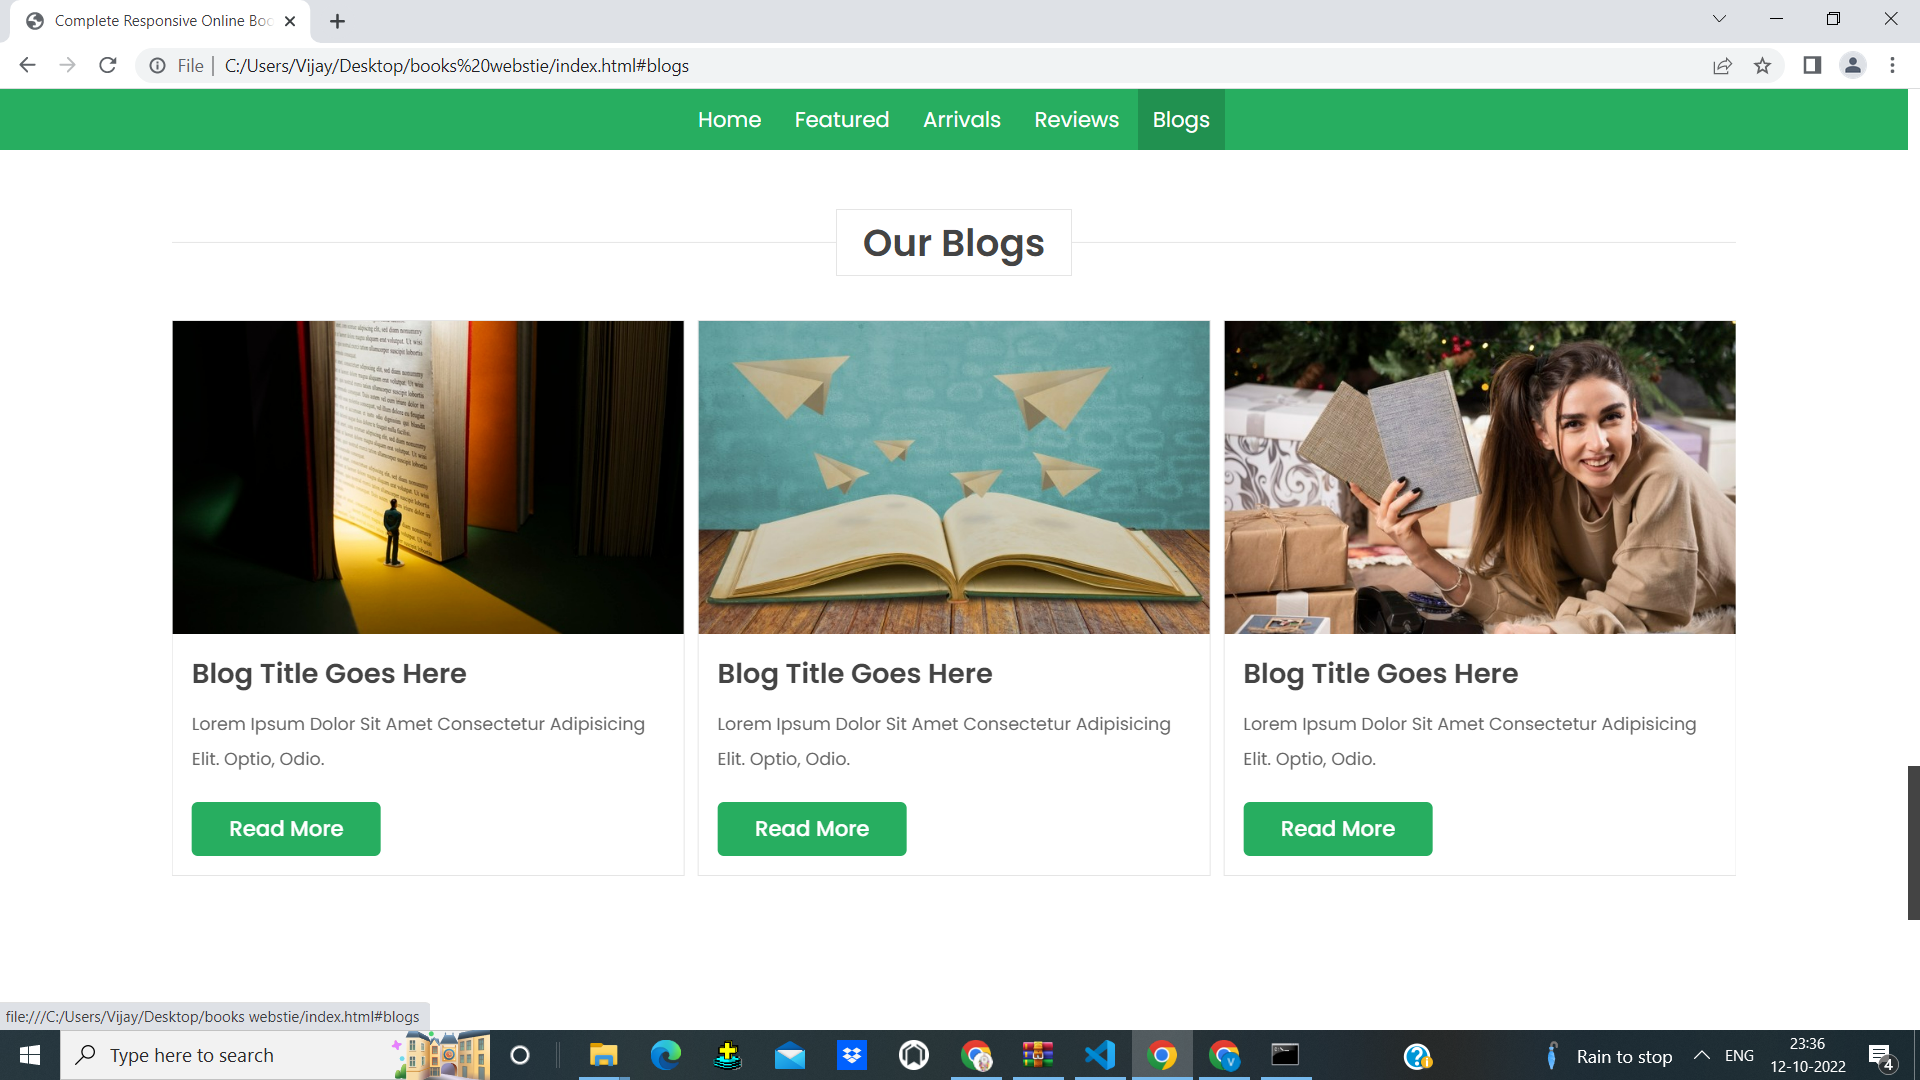 Complete Responsive Online Boo
File
C:/Users/Vijay/Desktop/books%20webstie/index.html#blogs
Home Featured Arrivals Reviews Blogs
Our Blogs
Blog Title Goes Here
Lorem Ipsum Dolor Sit Amet Consectetur Adipisicing
Elit. Optio, Odio.
Read More
Blog Title Goes Here
Lorem Ipsum Dolor Sit Amet Consectetur Adipisicing
Elit. Optio, Odio.
Read More
Blog Title Goes Here
Lorem Ipsum Dolor Sit Amet Consectetur Adipisicing
Elit. Optio, Odio.
Read More
file:///C:/Users/Vijay/Desktop/books webstie/index.html#blogs
Type here to search
Rain to stop
ENG
23:36
12-10-2022
4